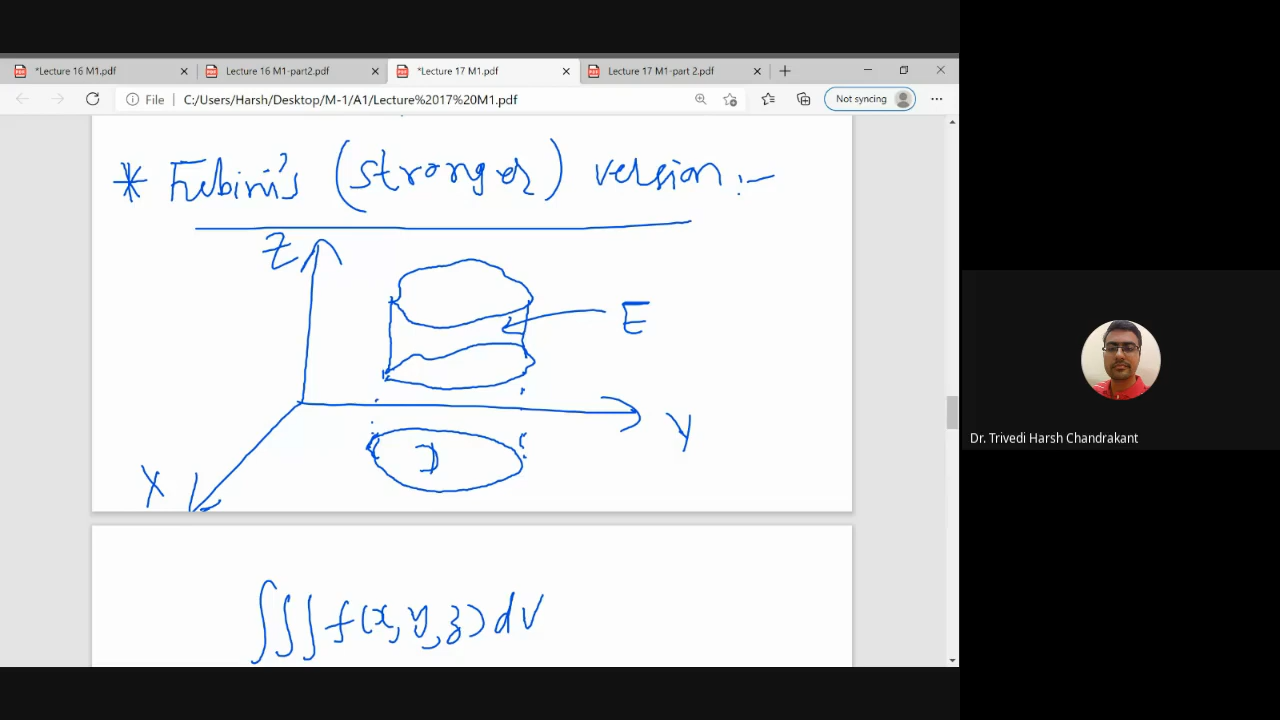 *Lecture 16 M1.pdf
Lecture 16 M1-part2.pdf
*Lecture 17 M1.pdf
Lecture 17 M1-part 2.pdf
File
C:/Users/Harsh/Desktop/M-1/A1/Lecture%2017%20M1.pdf
Not syncing
* Fubini's (stronger) version:-
Z
E
Y
D
X
∭ f(x, y, z) dV
Dr. Trivedi Harsh Chandrakant